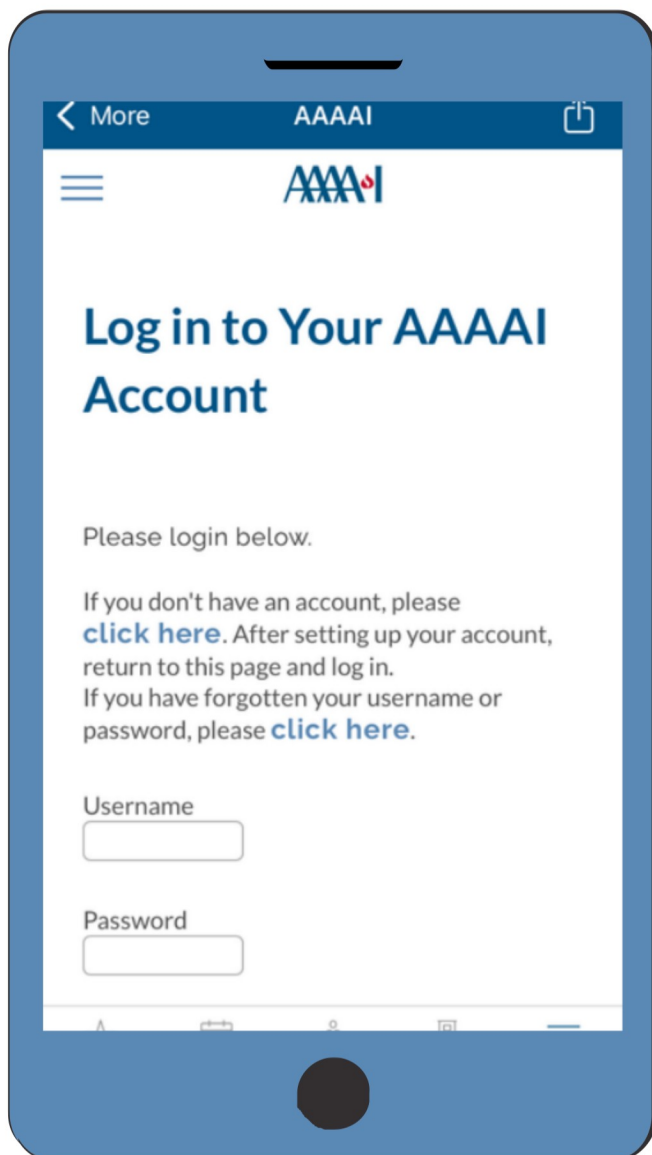 More AAAAI
AAAAI
Log in to Your AAAAI
Account
Please login below.
If you don't have an account, please
click here. After setting up your account,
return to this page and log in.
If you have forgotten your username or
password, please click here.
Username
Password